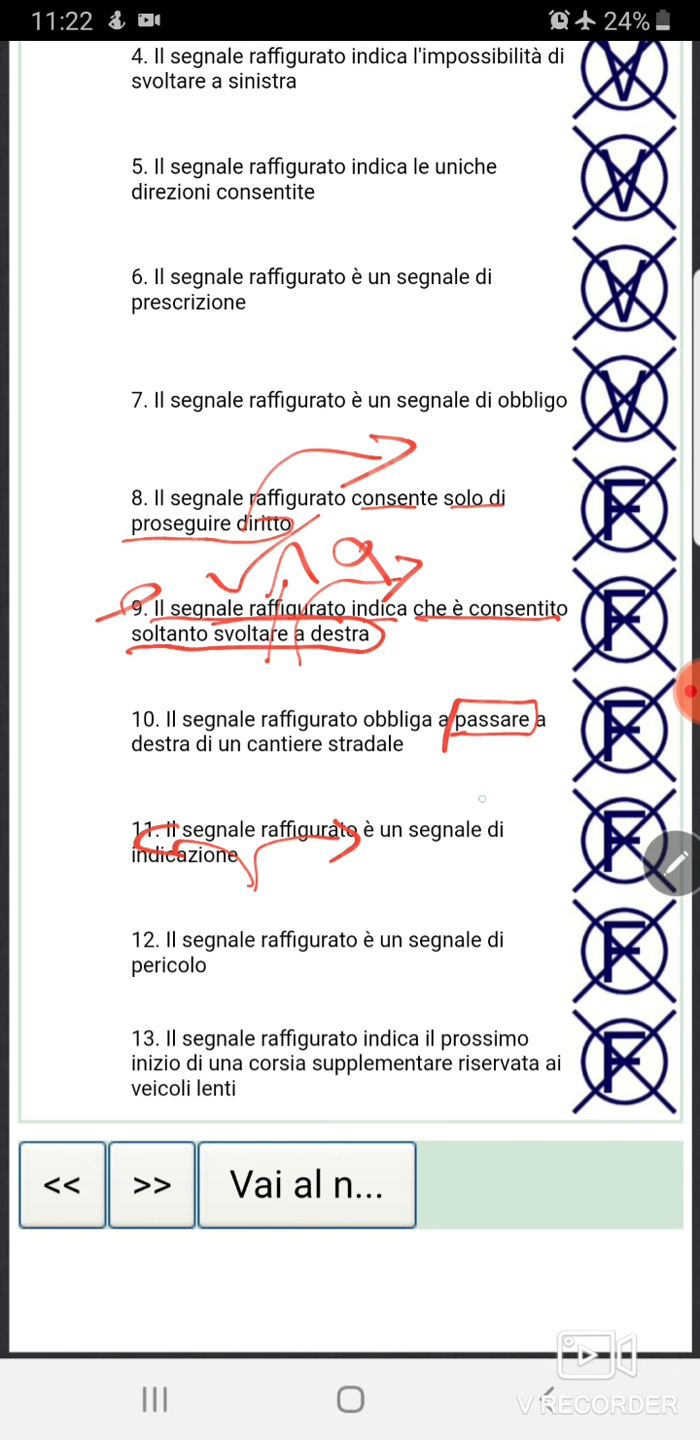 11:22
24%
4. Il segnale raffigurato indica l'impossibilità di
svoltare a sinistra
V
5. Il segnale raffigurato indica le uniche
direzioni consentite
V
6. Il segnale raffigurato è un segnale di
prescrizione
V
7. Il segnale raffigurato è un segnale di obbligo
V
8. Il segnale raffigurato consente solo di
proseguire diritto
F
9. Il segnale raffigurato indica che è consentito
soltanto svoltare a destra
F
10. Il segnale raffigurato obbliga a passare a
destra di un cantiere stradale
F
11. Il segnale raffigurato è un segnale di
indicazione
F
12. Il segnale raffigurato è un segnale di
pericolo
F
13. Il segnale raffigurato indica il prossimo
inizio di una corsia supplementare riservata ai
veicoli lenti
F
<< >> Vai al n...
V RECORDER